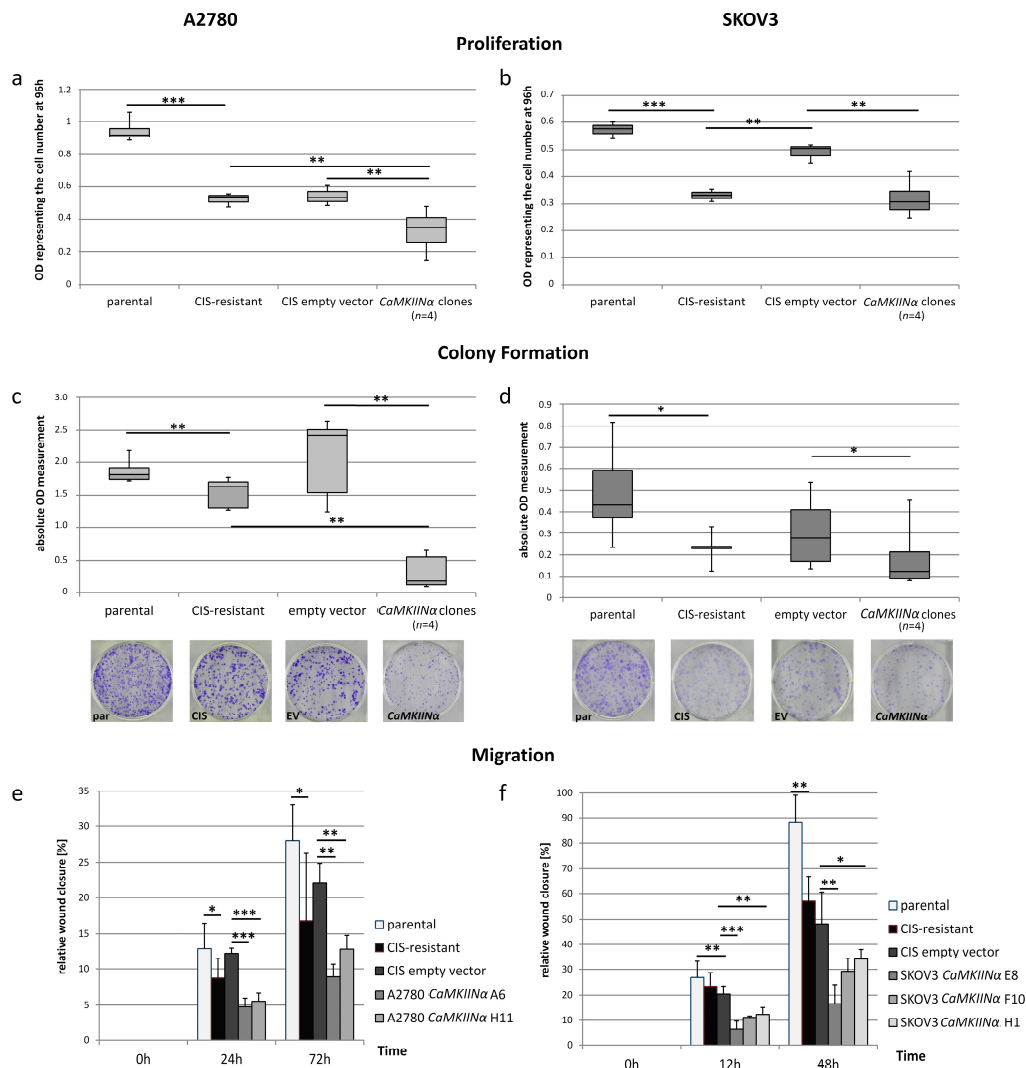 A2780
SKOV3
Proliferation
a
OD representing the cell number at 96h
1.2
1
0.8
0.6
0.4
0.2
0
***
**
**
parental
CIS-resistant
CIS empty vector
CaMKIINα clones
(n=4)
b
OD representing the cell number at 96h
0.7
0.6
0.5
0.4
0.3
0.2
0.1
0
***
**
**
parental
CIS-resistant
CIS empty vector
CaMKIINα clones
(n=4)
Colony Formation
c
absolute OD measurement
3.0
2.5
2.0
1.5
1.0
0.5
0
**
**
**
parental
CIS-resistant
empty vector
CaMKIINα clones
(n=4)
par
CIS
EV
CaMKIINα
d
absolute OD measurement
0.9
0.8
0.7
0.6
0.5
0.4
0.3
0.2
0.1
0
*
*
parental
CIS-resistant
empty vector
CaMKIINα clones
(n=4)
par
CIS
EV
CaMKIINα
Migration
e
relative wound closure [%]
35
30
25
20
15
10
5
0
*
***
***
*
**
**
0h
24h
72h
Time
parental
CIS-resistant
CIS empty vector
A2780 CaMKIINα A6
A2780 CaMKIINα H11
f
relative wound closure [%]
100
90
80
70
60
50
40
30
20
10
0
**
***
**
**
**
*
0h
12h
48h
Time
parental
CIS-resistant
CIS empty vector
SKOV3 CaMKIINα E8
SKOV3 CaMKIINα F10
SKOV3 CaMKIINα H1